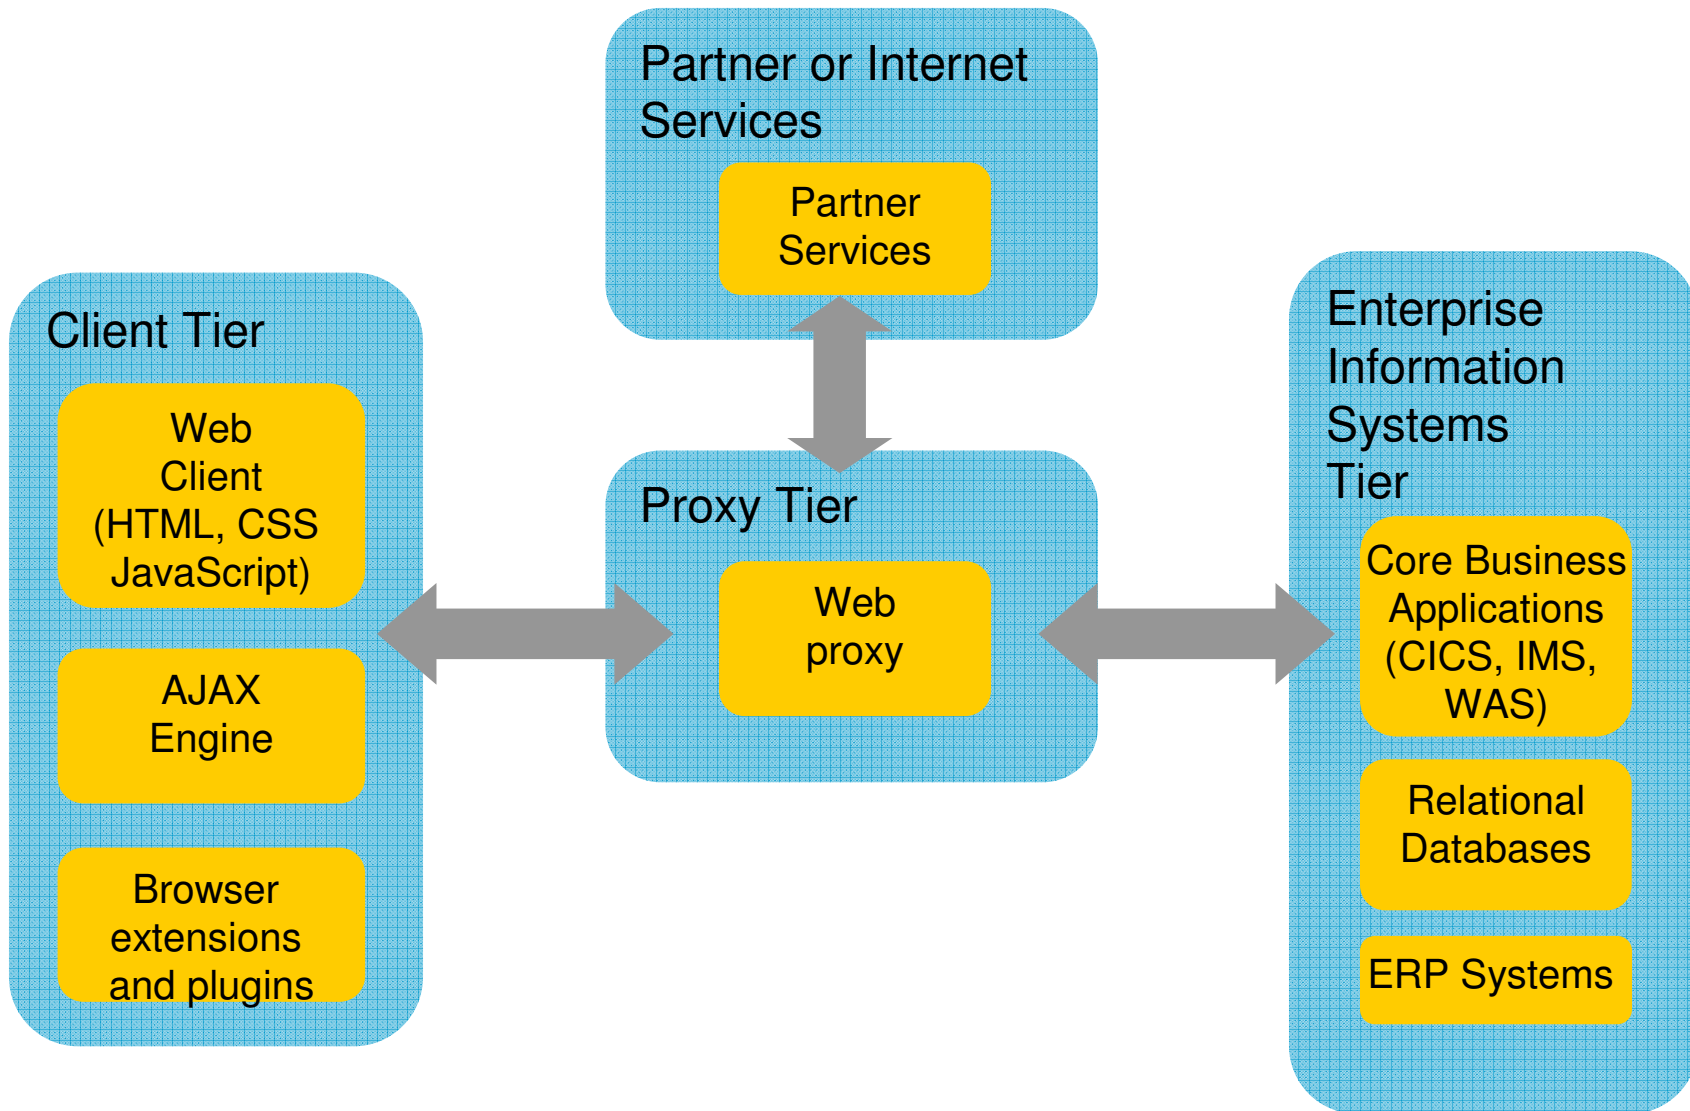 Partner or Internet
Services
Partner
Services
Client Tier
Web
Client
(HTML, CSS
JavaScript)
AJAX
Engine
Browser
extensions
and plugins
Proxy Tier
Web
proxy
Enterprise
Information
Systems
Tier
Core Business
Applications
(CICS, IMS,
WAS)
Relational
Databases
ERP Systems